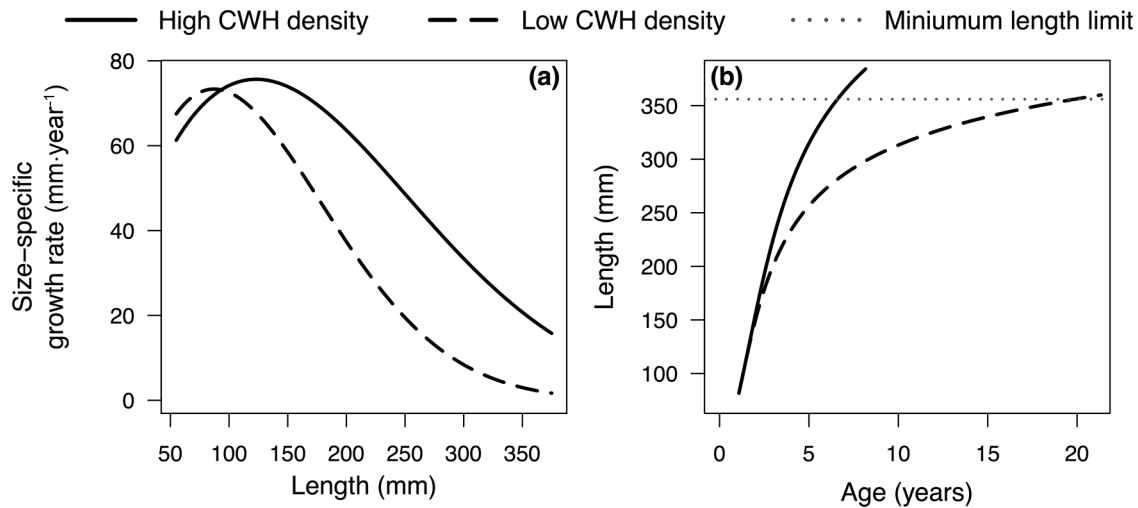 High CWH density
Low CWH density
Miniumum length limit
(a)
Size−specific
growth rate (mm·year⁻¹)
80
60
40
20
0
50 100 150 200 250 300 350
Length (mm)
(b)
Length (mm)
350
300
250
200
150
100
0 5 10 15 20
Age (years)